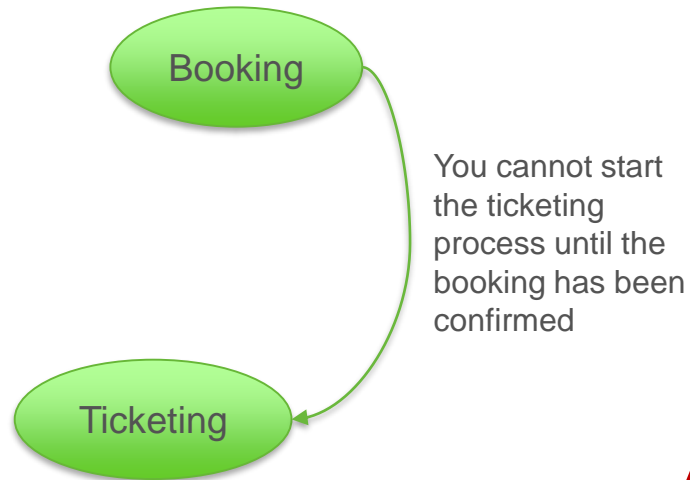 Booking
You cannot start
the ticketing
process until the
booking has been
confirmed
Ticketing